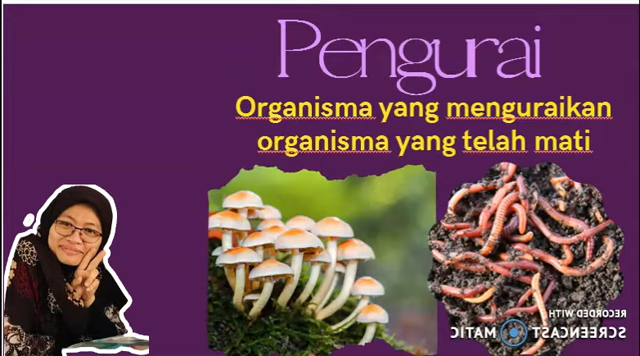 Pengurai
Organisma yang menguraikan
organisma yang telah mati
RECORDED WITH
SCREENCAST MATIC